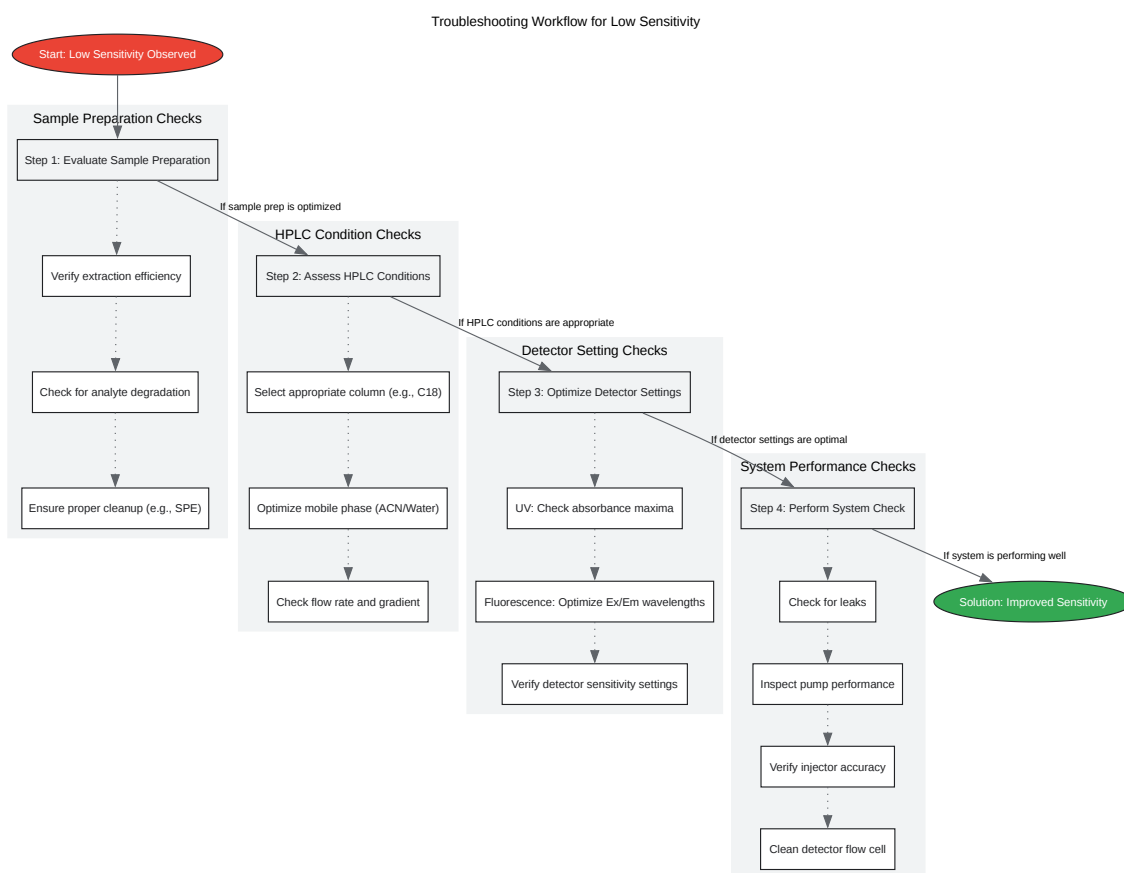 Troubleshooting Workflow for Low Sensitivity
Start: Low Sensitivity Observed
Sample Preparation Checks
Step 1: Evaluate Sample Preparation
Verify extraction efficiency
Check for analyte degradation
Ensure proper cleanup (e.g., SPE)
If sample prep is optimized
HPLC Condition Checks
Step 2: Assess HPLC Conditions
Select appropriate column (e.g., C18)
Optimize mobile phase (ACN/Water)
Check flow rate and gradient
If HPLC conditions are appropriate
Detector Setting Checks
Step 3: Optimize Detector Settings
UV: Check absorbance maxima
Fluorescence: Optimize Ex/Em wavelengths
Verify detector sensitivity settings
If detector settings are optimal
System Performance Checks
Step 4: Perform System Check
Check for leaks
Inspect pump performance
Verify injector accuracy
Clean detector flow cell
If system is performing well
Solution: Improved Sensitivity